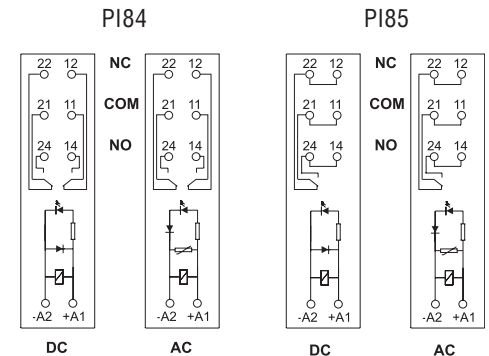 PI84 PI85
22 12 NC 22 12 22 12 NC 22 12
21 11 COM 21 11 21 11 COM 21 11
24 14 NO 24 14 24 14 NO 24 14
-A2 +A1 -A2 +A1 -A2 +A1 -A2 +A1
DC AC DC AC